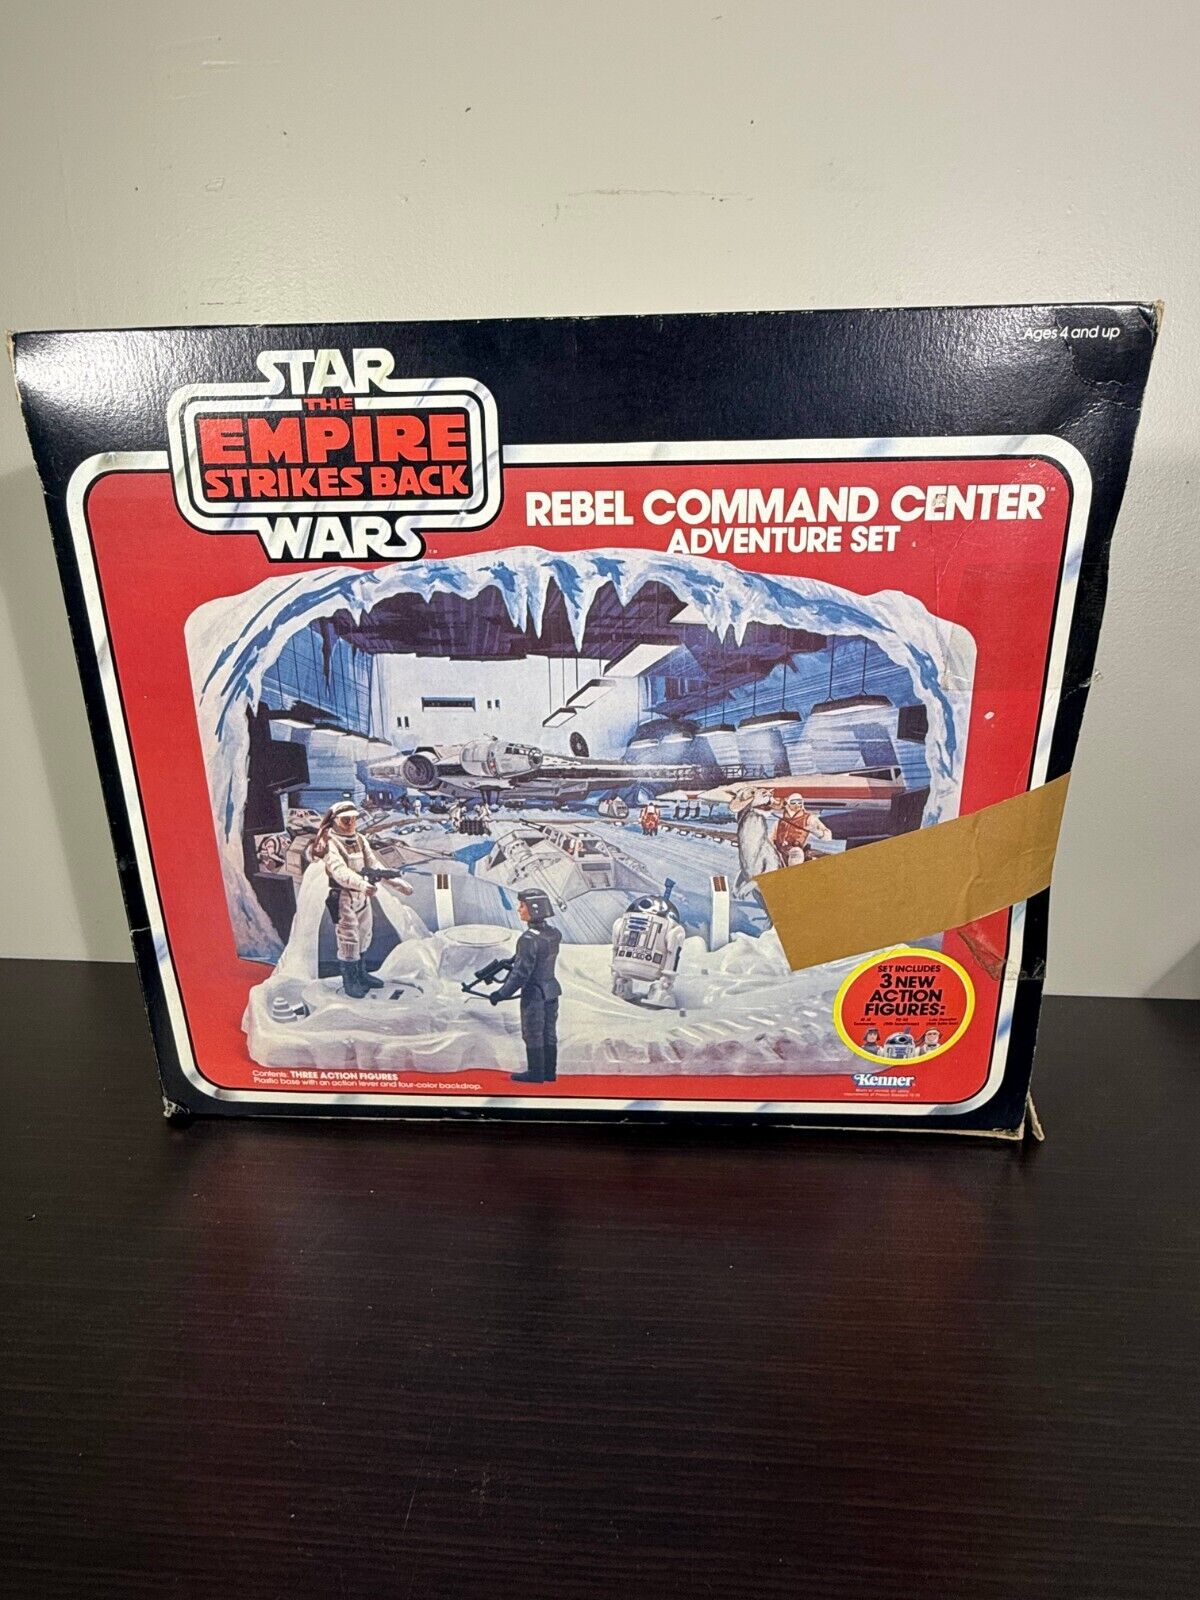 Ages 4 and up
STAR
THE
EMPIRE
STRIKES BACK
WARS
REBEL COMMAND CENTER
ADVENTURE SET
SET INCLUDES
3 NEW
ACTION
FIGURES:
Contents: THREE ACTION FIGURES
Plastic base with an action lever and four-color backdrop.
Kenner